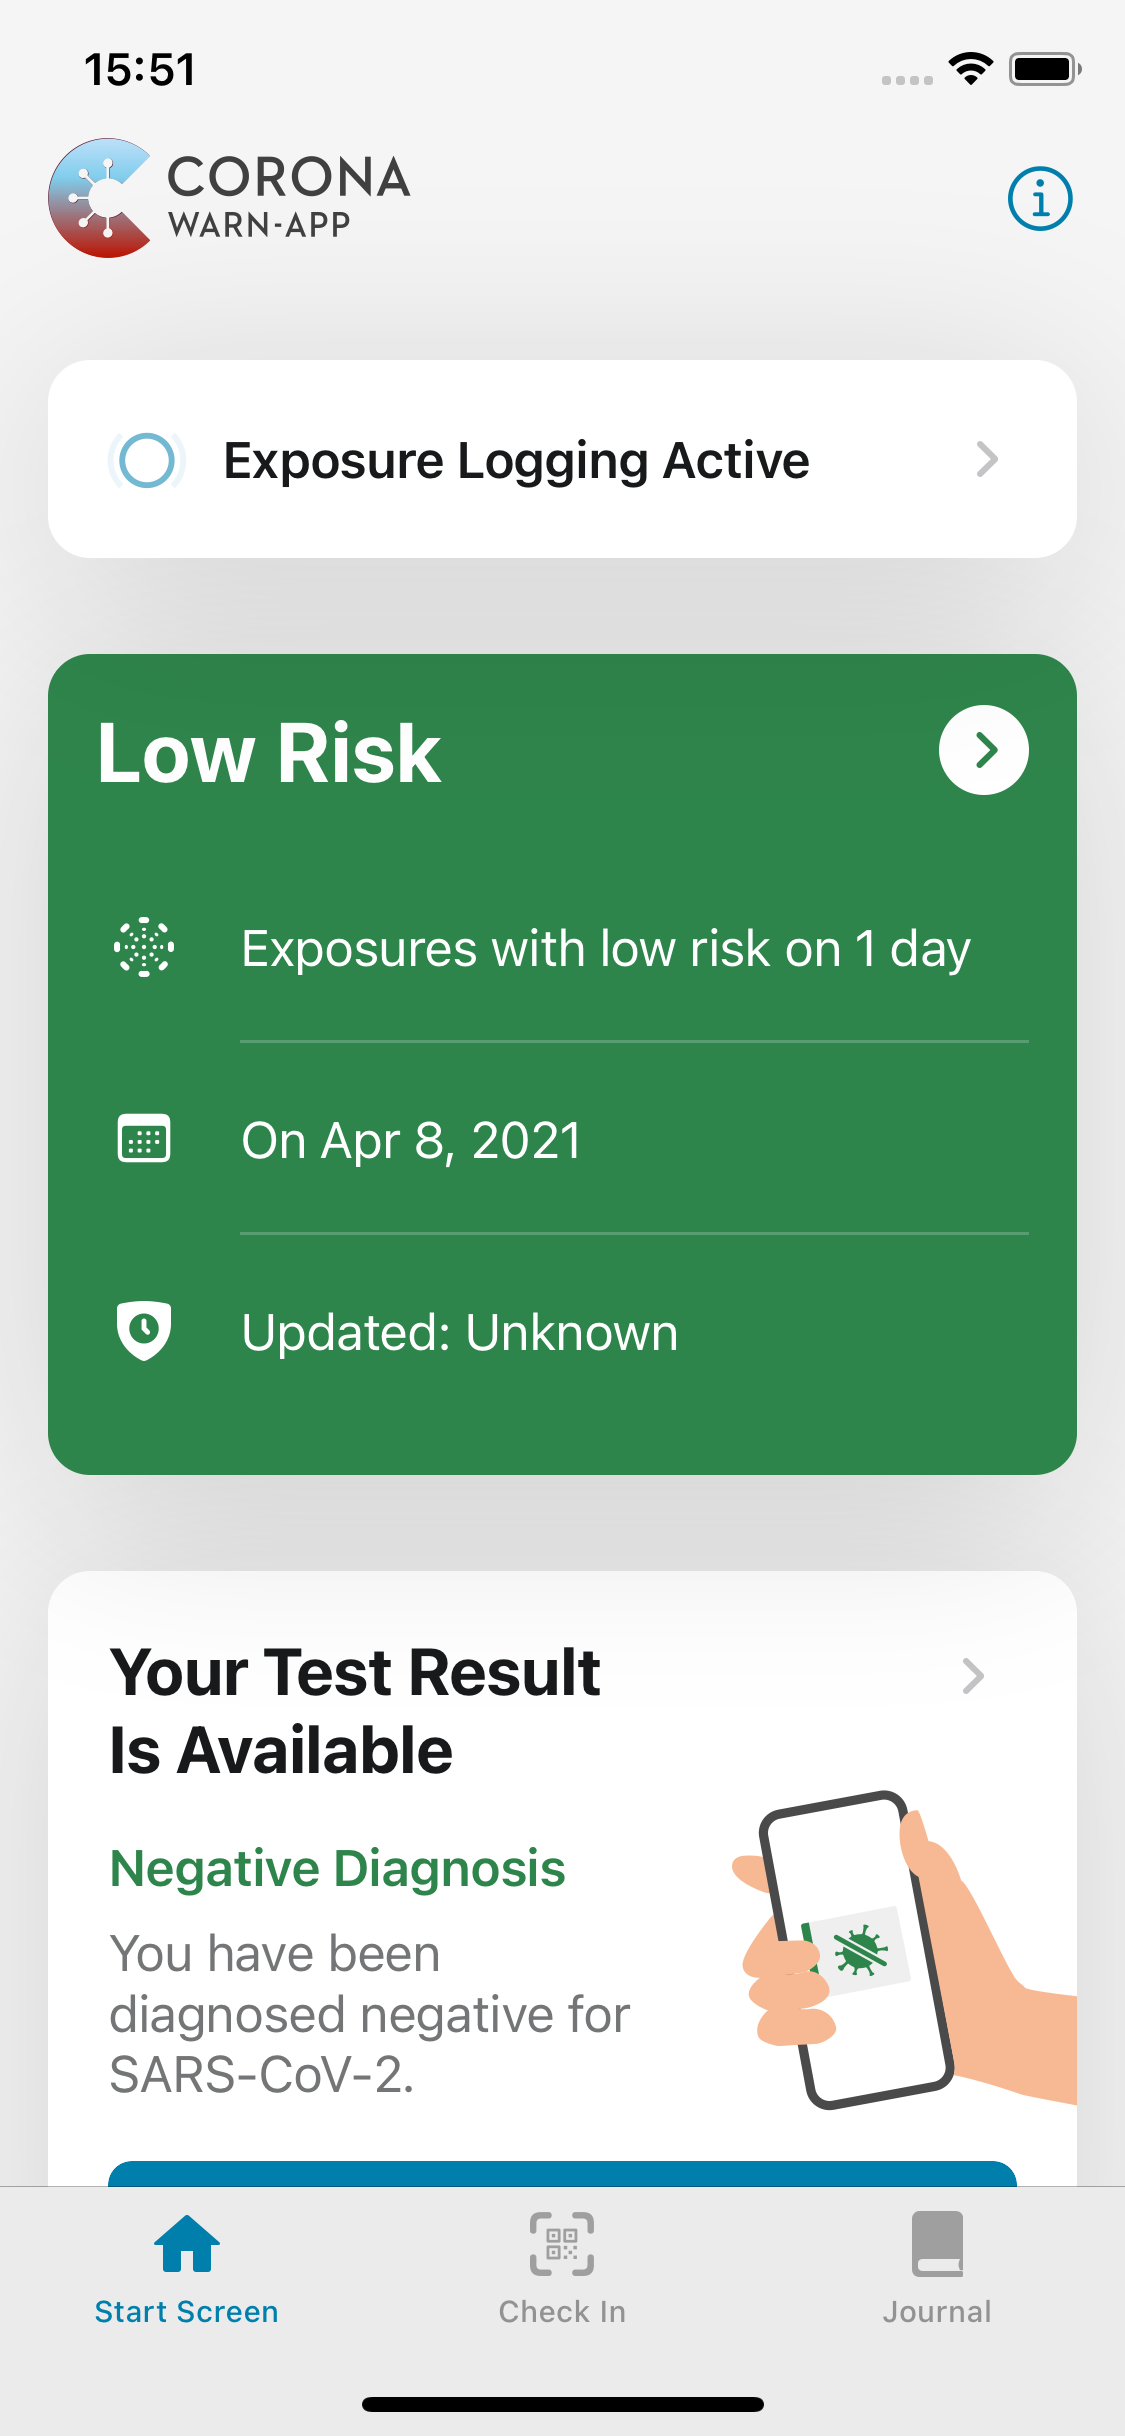 15:51
CORONA
WARN-APP
Exposure Logging Active
Low Risk
Exposures with low risk on 1 day
On Apr 8, 2021
Updated: Unknown
Your Test Result
Is Available
Negative Diagnosis
You have been
diagnosed negative for
SARS-CoV-2.
Start Screen
Check In
Journal